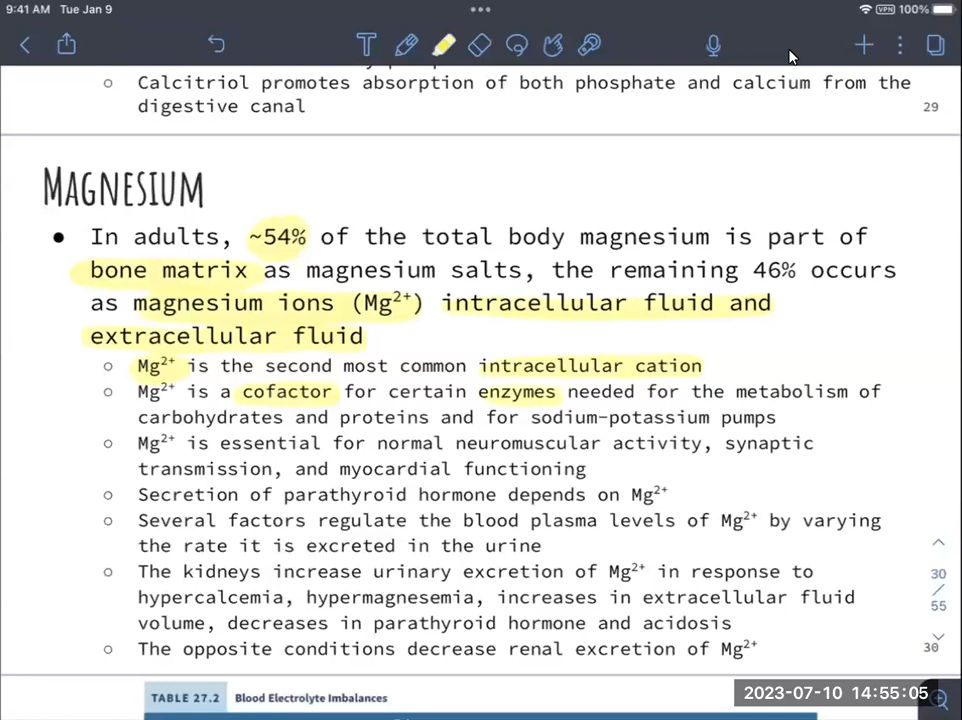 9:41 AM Tue Jan 9
VPN 100%
Calcitriol promotes absorption of both phosphate and calcium from the
digestive canal
29
MAGNESIUM
● In adults, ~54% of the total body magnesium is part of
bone matrix as magnesium salts, the remaining 46% occurs
as magnesium ions (Mg²⁺) intracellular fluid and
extracellular fluid
○ Mg²⁺ is the second most common intracellular cation
○ Mg²⁺ is a cofactor for certain enzymes needed for the metabolism of
carbohydrates and proteins and for sodium-potassium pumps
○ Mg²⁺ is essential for normal neuromuscular activity, synaptic
transmission, and myocardial functioning
○ Secretion of parathyroid hormone depends on Mg²⁺
○ Several factors regulate the blood plasma levels of Mg²⁺ by varying
the rate it is excreted in the urine
○ The kidneys increase urinary excretion of Mg²⁺ in response to
hypercalcemia, hypermagnesemia, increases in extracellular fluid
volume, decreases in parathyroid hormone and acidosis
○ The opposite conditions decrease renal excretion of Mg²⁺
30
/
55
30
TABLE 27.2 Blood Electrolyte Imbalances
2023-07-10 14:55:05